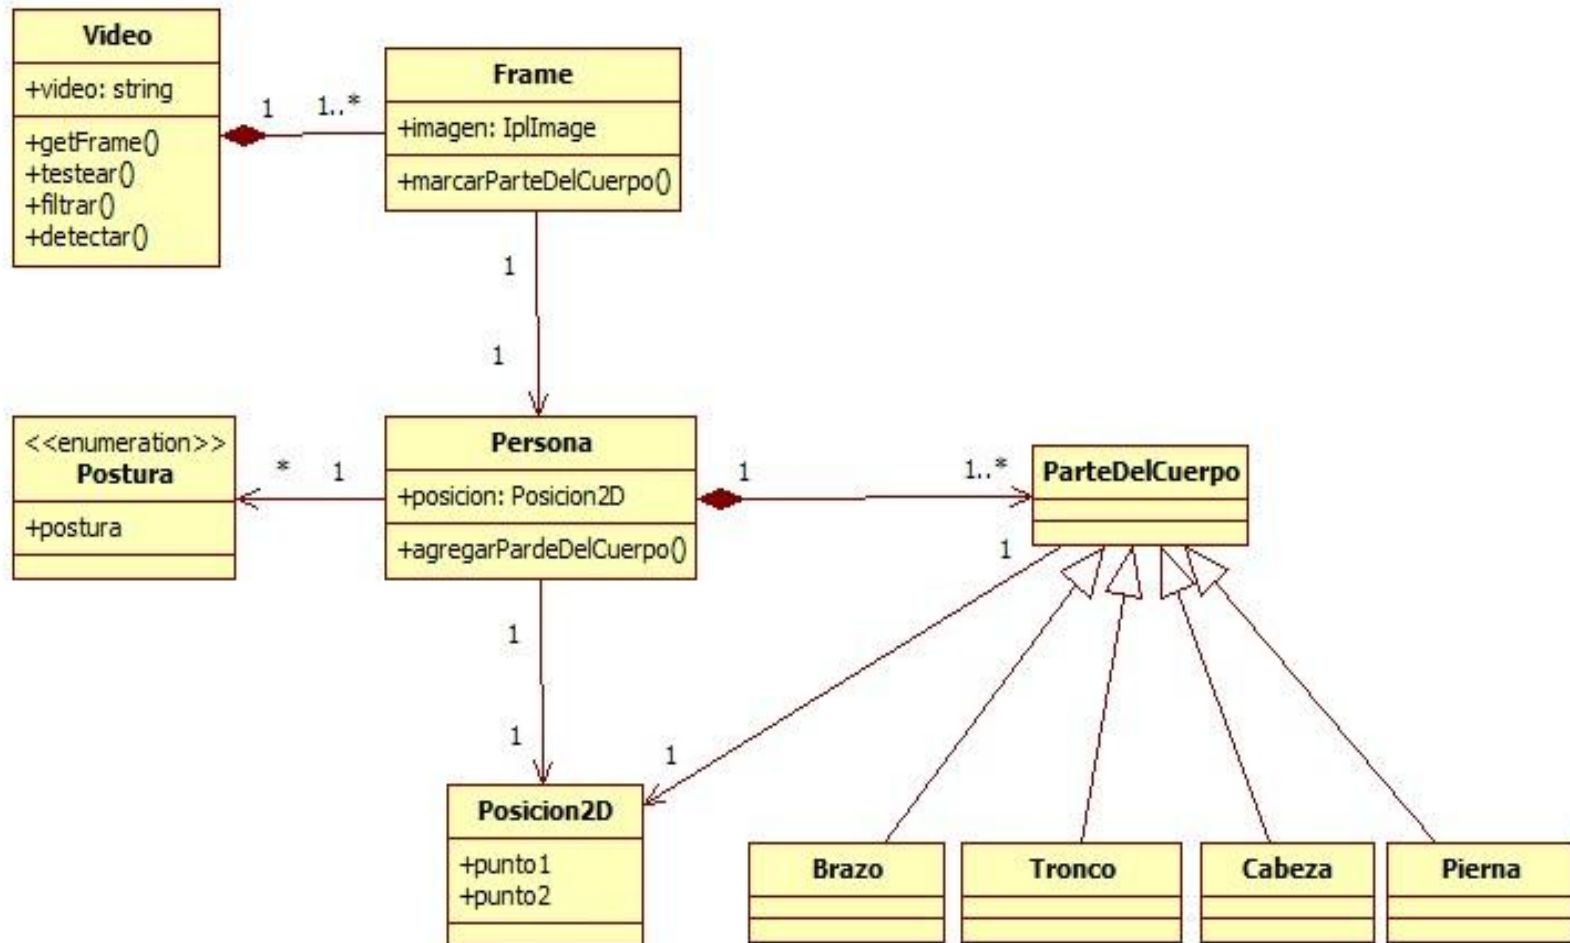 Video
+video: string
+getFrame()
+testear()
+filtrar()
+detectar()
1
1..*
Frame
+imagen: IplImage
+marcarParteDelCuerpo()
1
1
<<enumeration>>
Postura
+postura
*
1
Persona
+posicion: Posicion2D
+agregarPardeDelCuerpo()
1
1..*
ParteDelCuerpo
1
1
1
1
Posicion2D
+punto1
+punto2
Brazo
Tronco
Cabeza
Pierna